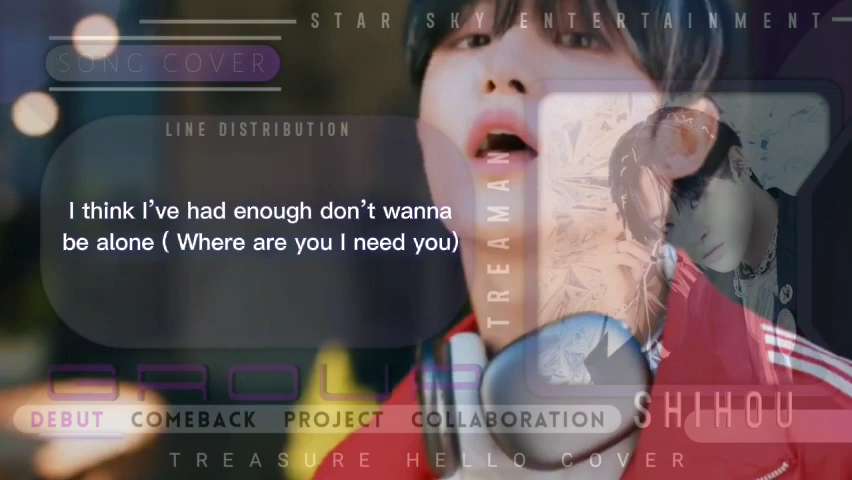 STAR SKY ENTERTAINMENT
SONG COVER
LINE DISTRIBUTION
I think I've had enough don't wanna
be alone ( Where are you I need you)
TREAMAN
GROUP
DEBUT COMEBACK PROJECT COLLABORATION
SHIHOU
TREASURE HELLO COVER